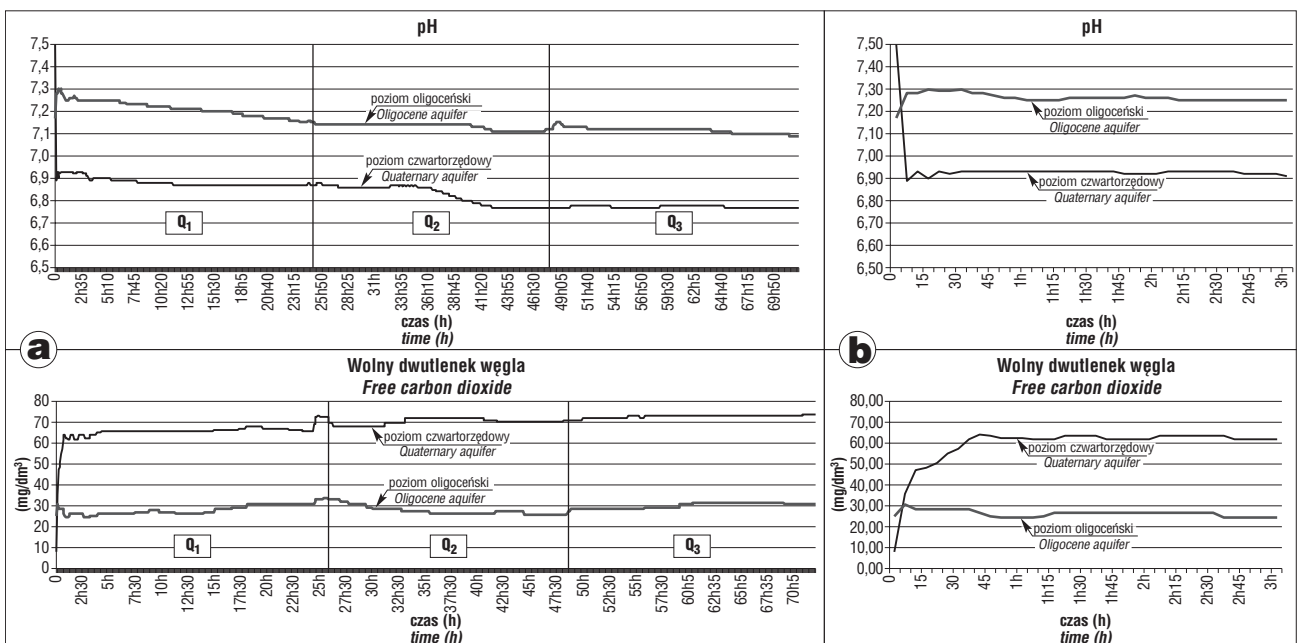 pH
7,5
7,4
7,3
7,2
7,1
7,0
6,9
6,8
6,7
6,6
6,5
poziom oligoceński
Oligocene aquifer
poziom czwartorzędowy
Quaternary aquifer
Q1 Q2 Q3
0 2h35 5h10 7h45 10h20 12h55 15h30 18h5 20h40 23h15 25h50 28h25 31h 33h35 36h10 38h45 41h20 43h55 46h30 49h05 51h40 54h15 56h50 59h30 62h5 64h40 67h15 69h50
czas (h)
time (h)
pH
7,50
7,40
7,30
7,20
7,10
7,00
6,90
6,80
6,70
6,60
6,50
poziom oligoceński
Oligocene aquifer
poziom czwartorzędowy
Quaternary aquifer
0 15 30 45 1h 1h15 1h30 1h45 2h 2h15 2h30 2h45 3h
czas (h)
time (h)
a
b
Wolny dwutlenek węgla
Free carbon dioxide
(mg/dm³)
80
70
60
50
40
30
20
10
0
poziom czwartorzędowy
Quaternary aquifer
poziom oligoceński
Oligocene aquifer
Q1 Q2 Q3
0 2h30 5h 7h30 10h 12h30 15h 17h30 20h 22h30 25h 27h30 30h 32h30 35h 37h30 40h 42h30 45h 47h30 50h 52h30 55h 57h35 60h5 62h35 65h5 67h35 70h5
czas (h)
time (h)
Wolny dwutlenek węgla
Free carbon dioxide
(mg/dm³)
80,00
70,00
60,00
50,00
40,00
30,00
20,00
10,00
0,00
poziom czwartorzędowy
Quaternary aquifer
poziom oligoceński
Oligocene aquifer
0 15 30 45 1h 1h15 1h30 1h45 2h 2h15 2h30 2h45 3h
czas (h)
time (h)